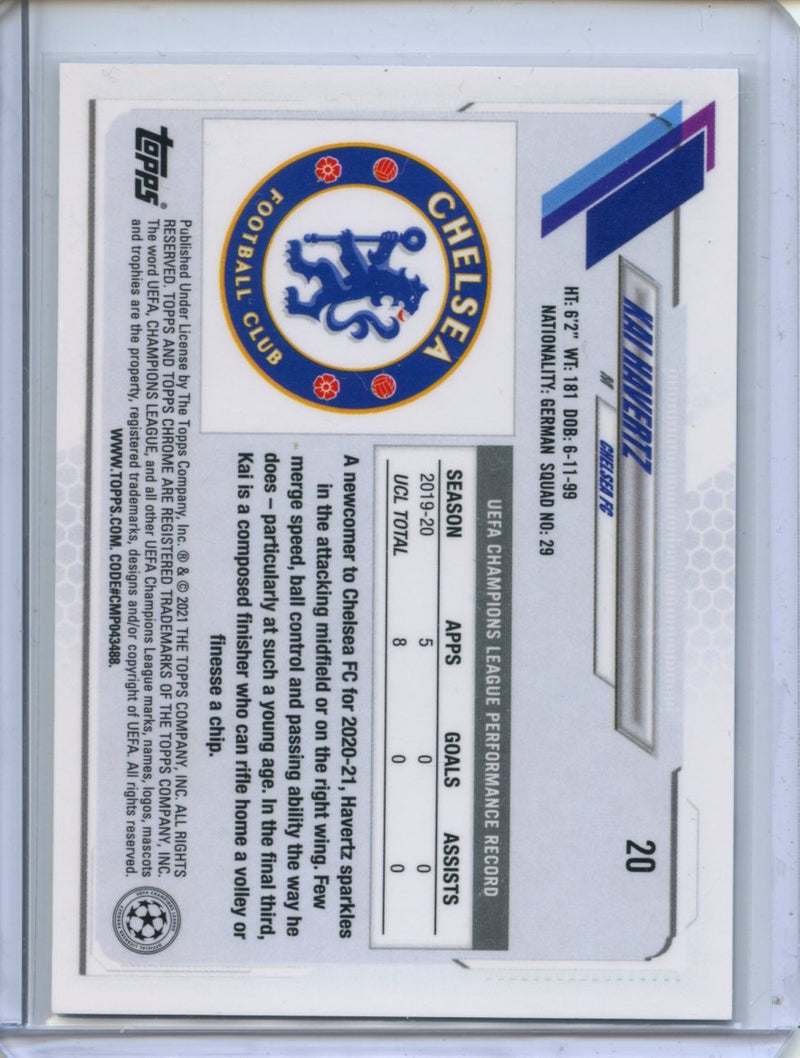 20
KAI HAVERTZ
CHELSEA FC
HT: 6'2" WT: 181 DOB: 6-11-99
NATIONALITY: GERMAN SQUAD NO: 29
CHELSEA
FOOTBALL CLUB
UEFA CHAMPIONS LEAGUE PERFORMANCE RECORD
SEASON APPS GOALS ASSISTS
2019-20 5 0 0
UCL TOTAL 8 0 0
A newcomer to Chelsea FC for 2020-21, Havertz sparkles
in the attacking midfield or on the right wing. Few
merge speed, ball control and passing ability the way he
does – particularly at such a young age. In the final third,
Kai is a composed finisher who can rifle home a volley or
finesse a chip.
topps®
Published Under License by The Topps Company, Inc. ® & © 2021 THE TOPPS COMPANY, INC. ALL RIGHTS
RESERVED. TOPPS AND TOPPS CHROME ARE REGISTERED TRADEMARKS OF THE TOPPS COMPANY, INC.
The word UEFA, CHAMPIONS LEAGUE, and all other UEFA Champions League marks, names, logos, mascots
and trophies are the property, registered trademarks, designs and/or copyright of UEFA. All rights reserved.
WWW.TOPPS.COM. CODE#CMP043488.
UEFA CHAMPIONS LEAGUE